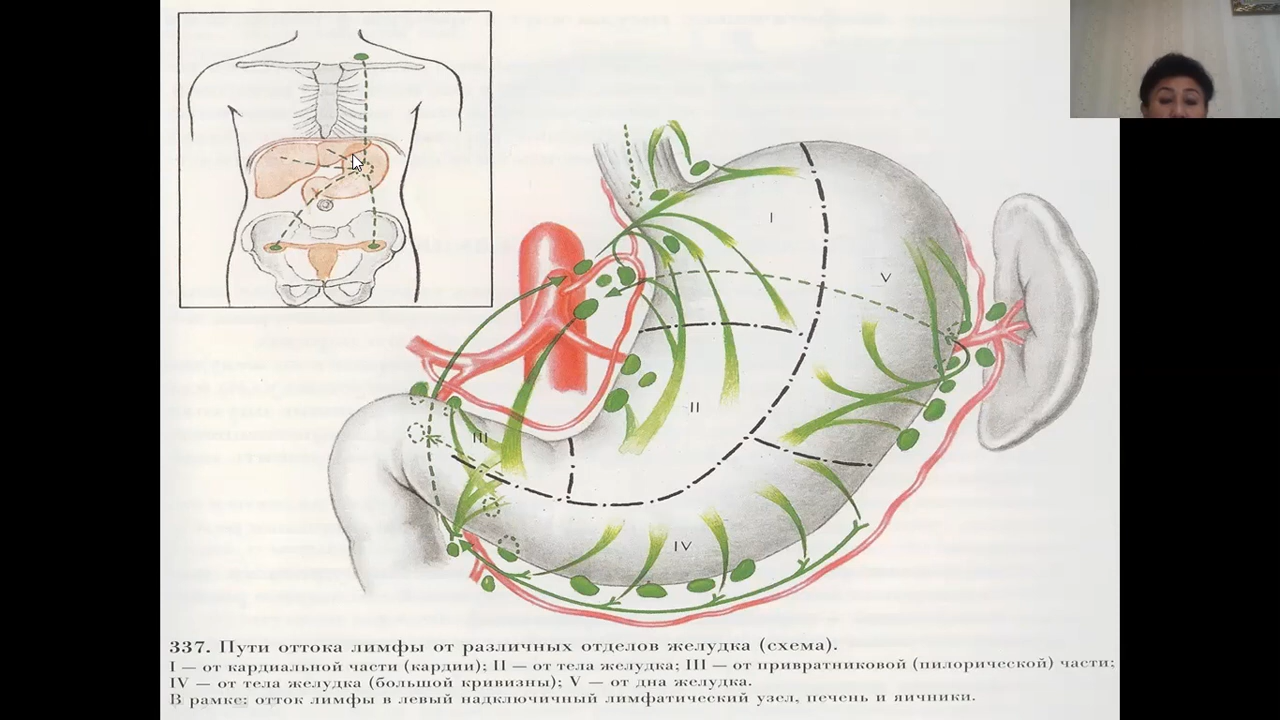 I
V
II
III
IV
337. Пути оттока лимфы от различных отделов желудка (схема).
I — от кардиальной части (кардии); II — от тела желудка; III — от привратниковой (пилорической) части;
IV — от тела желудка (большой кривизны); V — от дна желудка.
В рамке: отток лимфы в левый надключичный лимфатический узел, печень и яичники.